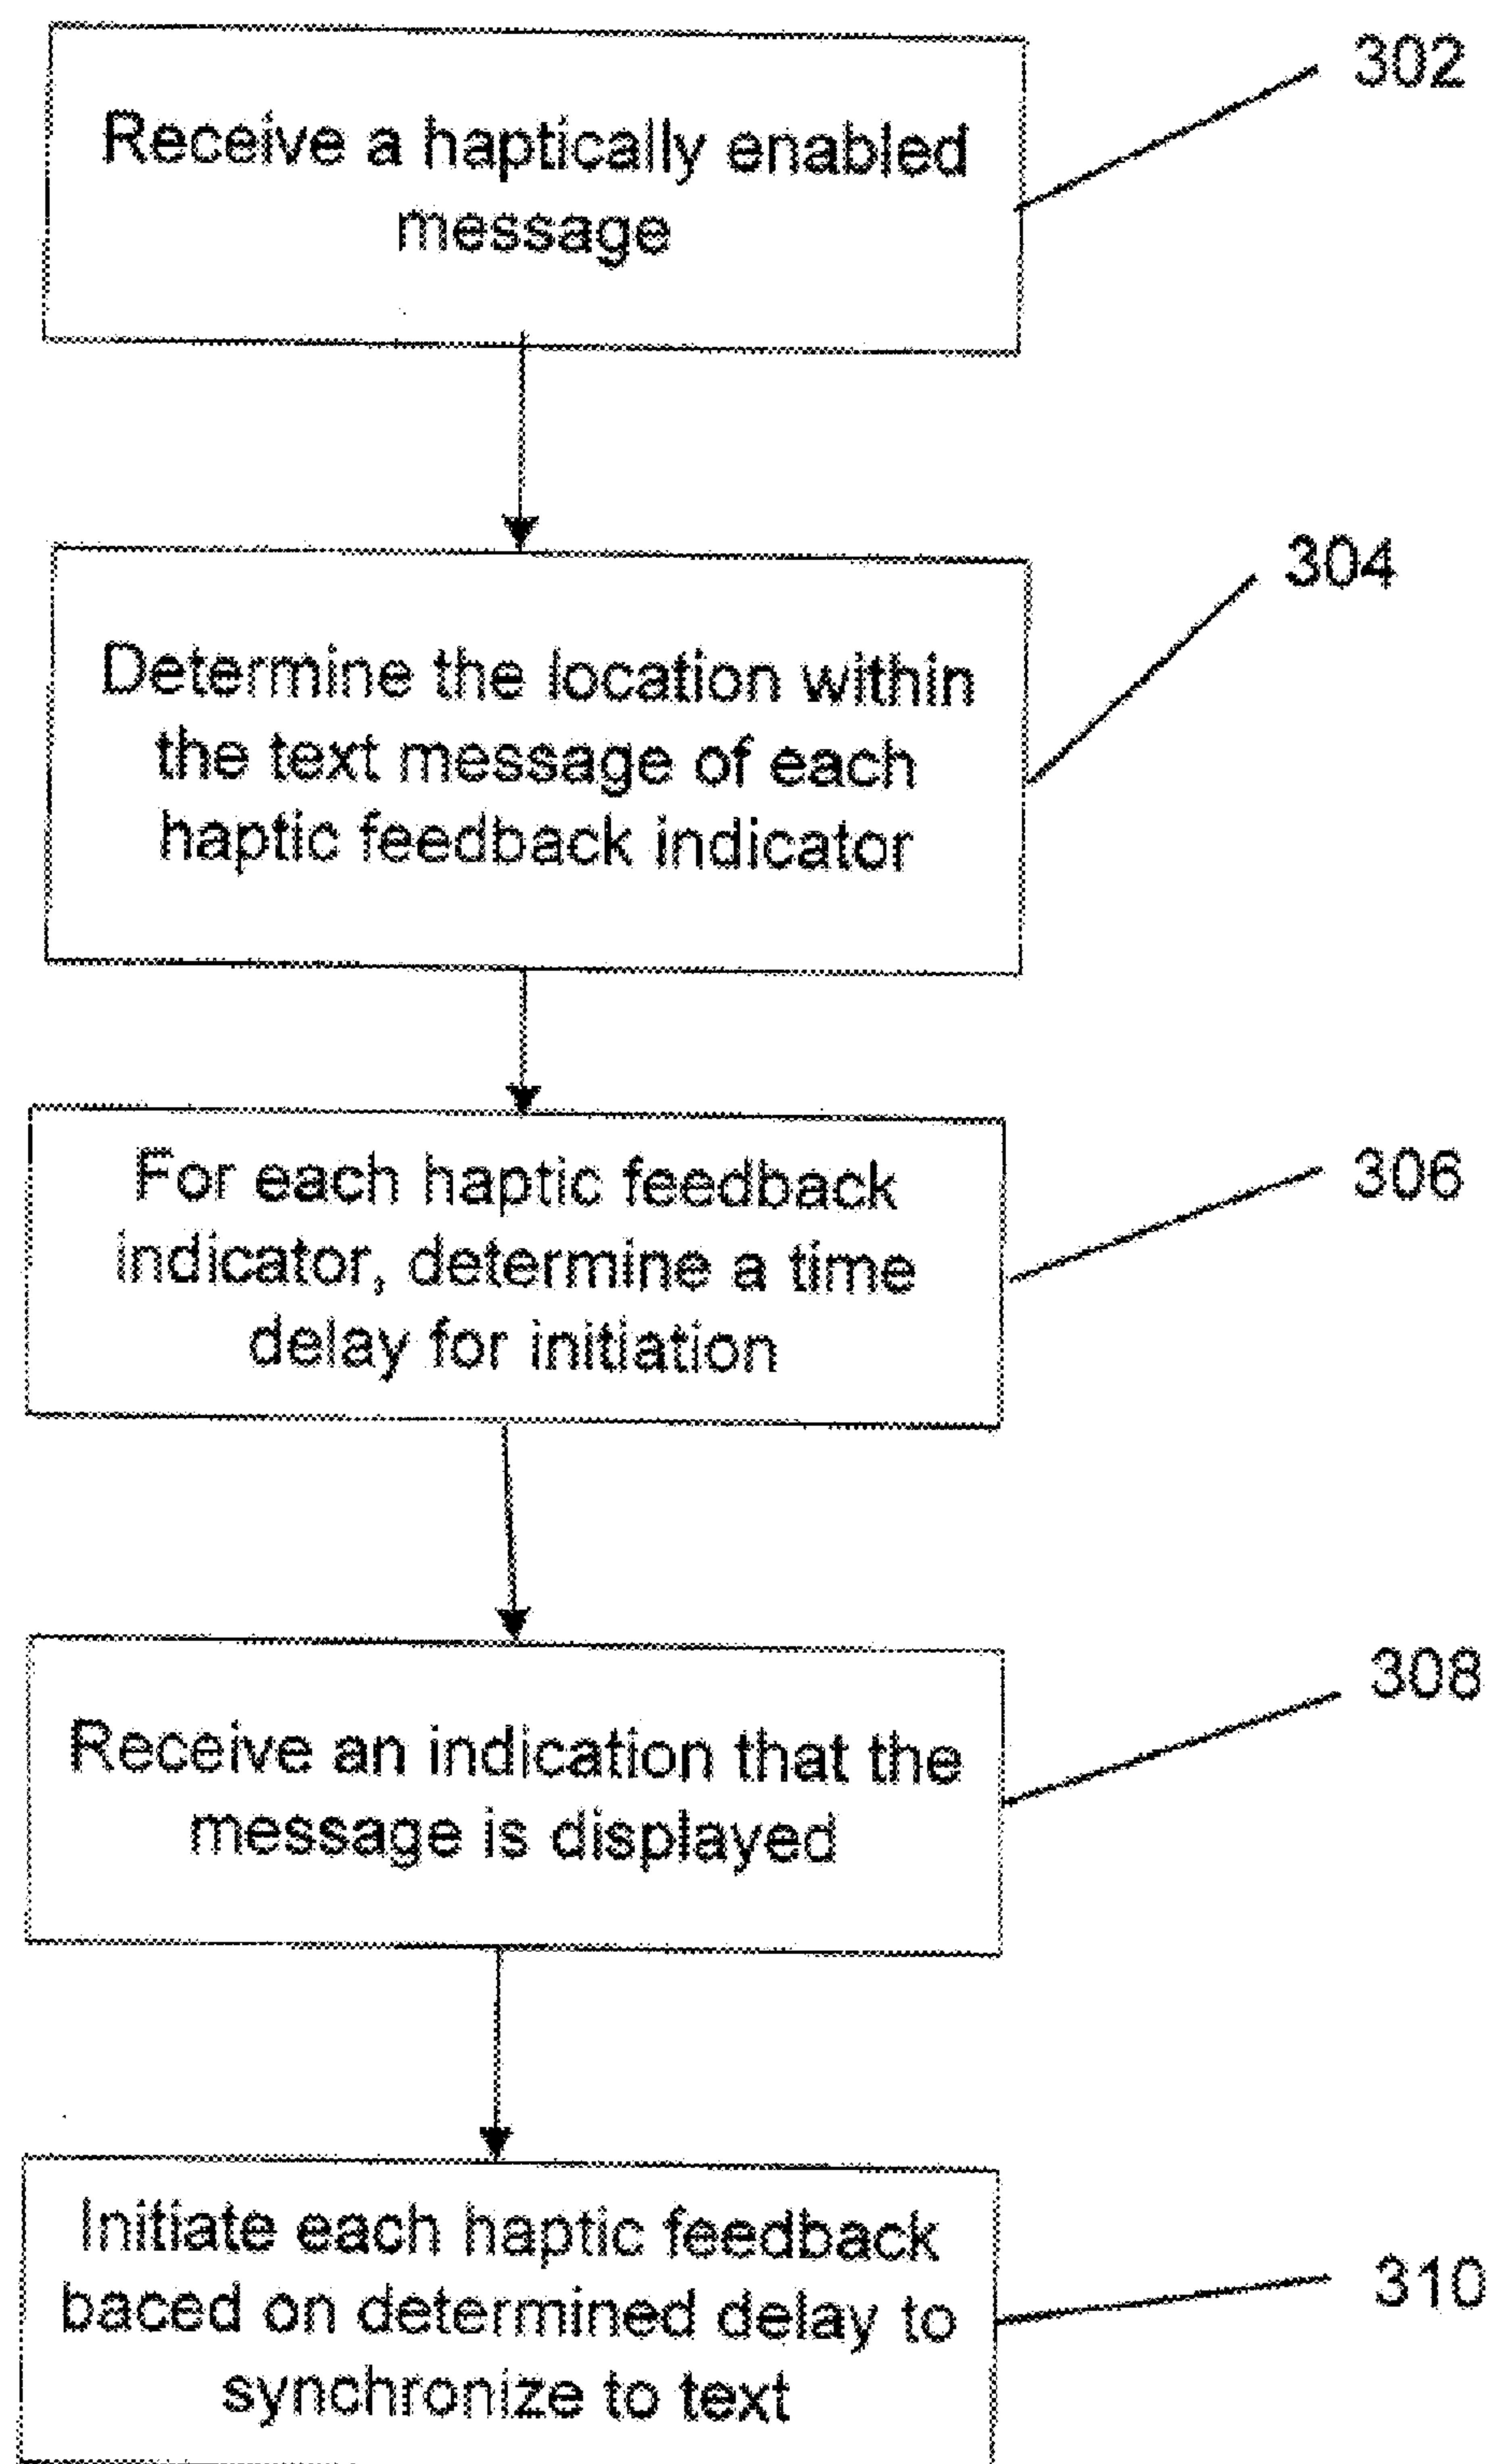 302
Receive a haptically enabled
message
304
Determine the location within
the text message of each
haptic feedback indicator
306
For each haptic feedback
indicator, determine a time
delay for initiation
308
Receive an indication that the
message is displayed
310
Initiate each haptic feedback
baced on determined delay to
synchronize to text